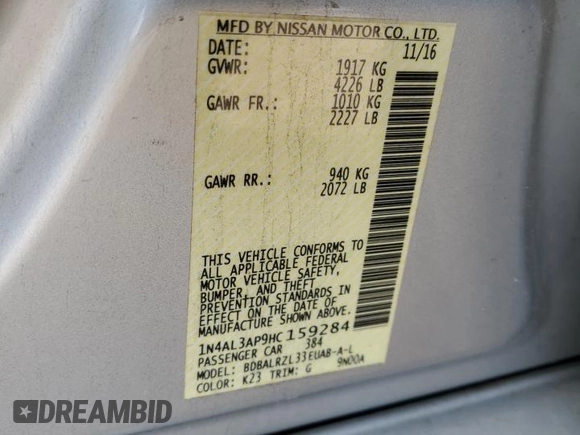 MFD BY NISSAN MOTOR CO., LTD.
DATE: 11/16
GVWR: 1917 KG
4226 LB
GAWR FR.: 1010 KG
2227 LB
GAWR RR.: 940 KG
2072 LB
THIS VEHICLE CONFORMS TO
ALL APPLICABLE FEDERAL
MOTOR VEHICLE SAFETY,
BUMPER, AND THEFT
PREVENTION STANDARDS IN
EFFECT ON THE DATE OF
MANUFACTURE SHOWN ABOVE.
1N4AL3AP9HC159284
PASSENGER CAR 384
MODEL: BDBALRZL33EUA8-A-L
COLOR: K23 TRIM: G 9N00A
DREAMBID